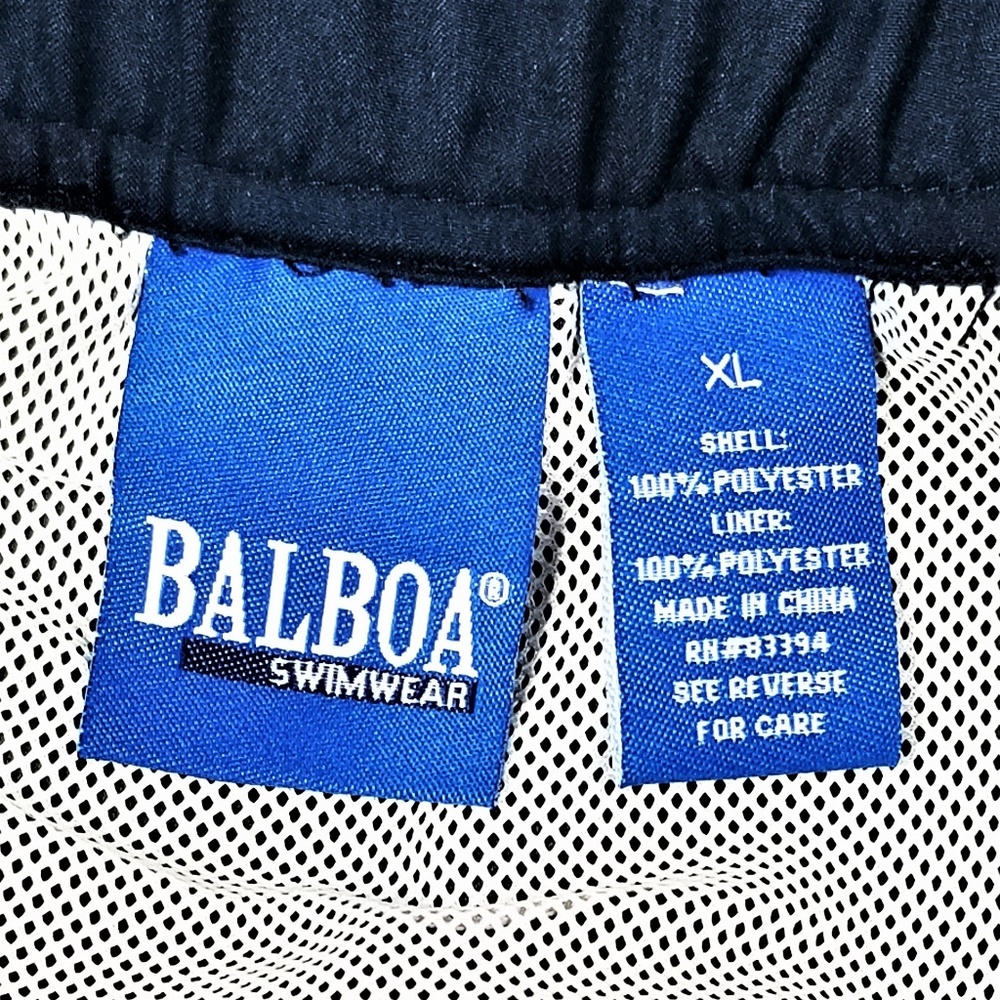 BALBOA®
SWIMWEAR
XL
SHELL:
100% POLYESTER
LINER:
100% POLYESTER
MADE IN CHINA
RN#83394
SEE REVERSE
FOR CARE